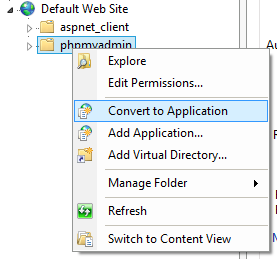 Default Web Site
aspnet_client
phpmyadmin
Explore
Edit Permissions...
Convert to Application
Add Application...
Add Virtual Directory...
Manage Folder
Refresh
Switch to Content View